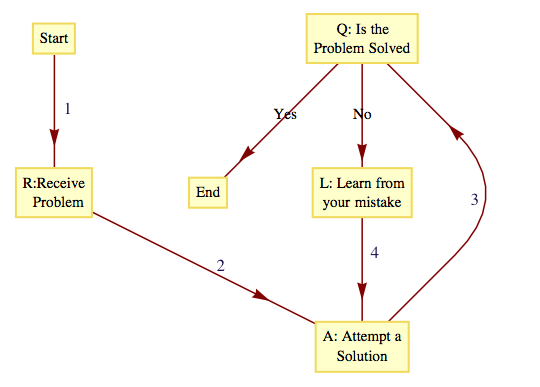 Start
Q: Is the
Problem Solved
1
Yes
No
R:Receive
Problem
End
L: Learn from
your mistake
3
2
4
A: Attempt a
Solution